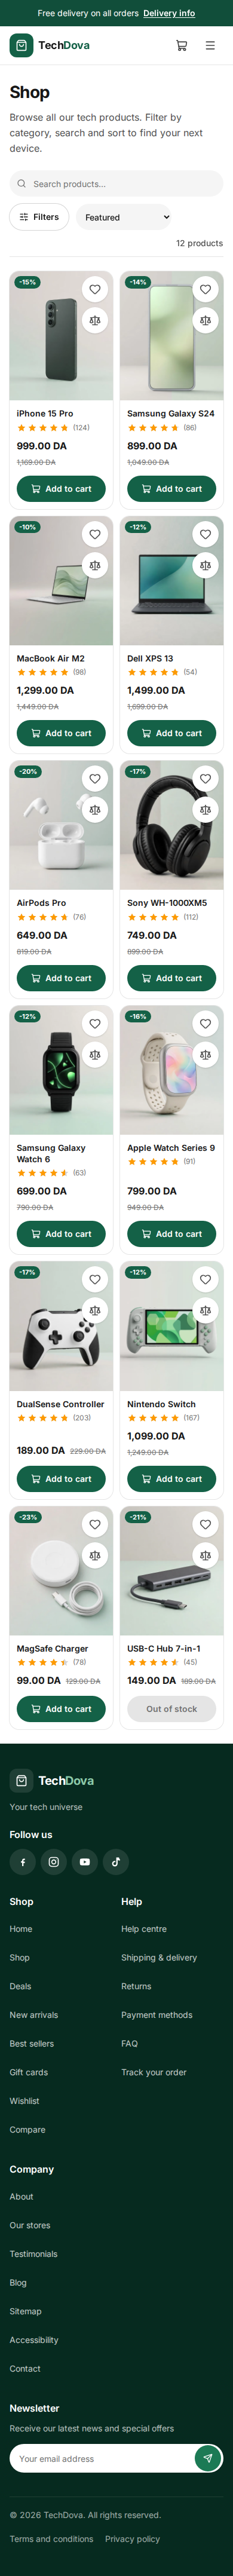 Free delivery on all orders Delivery info
TechDova
Shop
Browse all our tech products. Filter by
category, search and sort to find your next
device.
Search products...
Filters
Featured
12 products
-15%
iPhone 15 Pro
(124)
999.00 DA
1,169.00 DA
Add to cart
-14%
Samsung Galaxy S24
(86)
899.00 DA
1,049.00 DA
Add to cart
-10%
MacBook Air M2
(98)
1,299.00 DA
1,449.00 DA
Add to cart
-12%
Dell XPS 13
(54)
1,499.00 DA
1,699.00 DA
Add to cart
-20%
AirPods Pro
(76)
649.00 DA
819.00 DA
Add to cart
-17%
Sony WH-1000XM5
(112)
749.00 DA
899.00 DA
Add to cart
-12%
Samsung Galaxy
Watch 6
(63)
699.00 DA
790.00 DA
Add to cart
-16%
Apple Watch Series 9
(91)
799.00 DA
949.00 DA
Add to cart
-17%
DualSense Controller
(203)
189.00 DA 229.00 DA
Add to cart
-12%
Nintendo Switch
(167)
1,099.00 DA
1,249.00 DA
Add to cart
-23%
MagSafe Charger
(78)
99.00 DA 129.00 DA
Add to cart
-21%
USB-C Hub 7-in-1
(45)
149.00 DA 189.00 DA
Out of stock
TechDova
Your tech universe
Follow us
Shop
Home
Shop
Deals
New arrivals
Best sellers
Gift cards
Wishlist
Compare
Help
Help centre
Shipping & delivery
Returns
Payment methods
FAQ
Track your order
Company
About
Our stores
Testimonials
Blog
Sitemap
Accessibility
Contact
Newsletter
Receive our latest news and special offers
Your email address
© 2026 TechDova. All rights reserved.
Terms and conditions Privacy policy